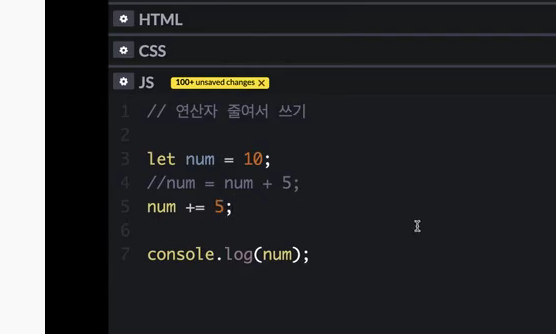 HTML
CSS
JS 100+ unsaved changes X
1 // 연산자 줄여서 쓰기
2
3 let num = 10;
4 //num = num + 5;
5 num += 5;
6
7 console.log(num);